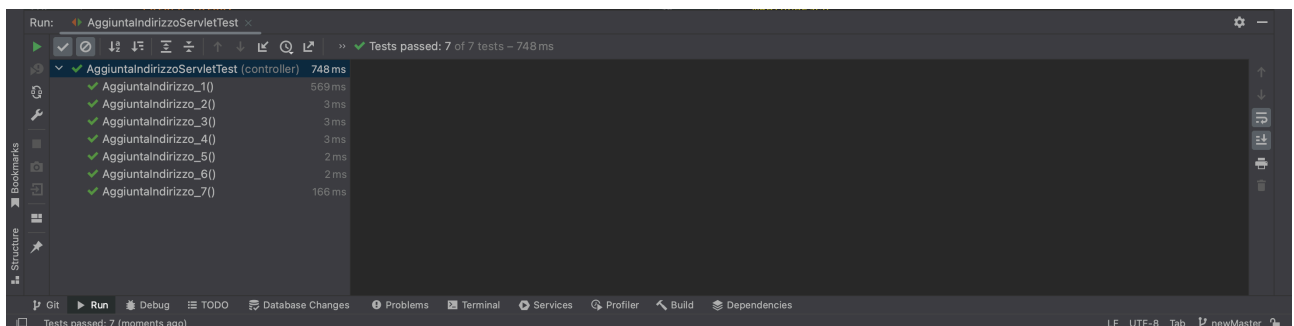 Run: AggiuntaIndirizzoServletTest ×
Tests passed: 7 of 7 tests – 748 ms
AggiuntaIndirizzoServletTest (controller) 748 ms
AggiuntaIndirizzo_1() 569 ms
AggiuntaIndirizzo_2() 3 ms
AggiuntaIndirizzo_3() 3 ms
AggiuntaIndirizzo_4() 3 ms
AggiuntaIndirizzo_5() 2 ms
AggiuntaIndirizzo_6() 2 ms
AggiuntaIndirizzo_7() 166 ms
Bookmarks
Structure
Git Run Debug TODO Database Changes Problems Terminal Services Profiler Build Dependencies
Tests passed: 7 (moments ago) LF UTF-8 Tab newMaster